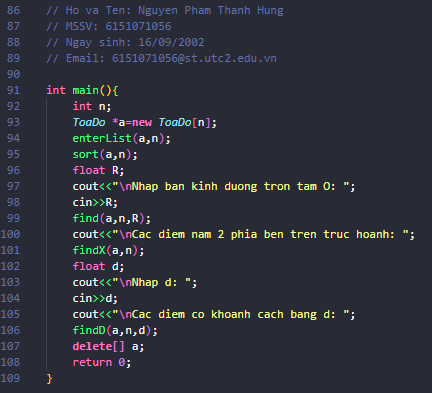 86 // Ho va Ten: Nguyen Pham Thanh Hung
87 // MSSV: 6151071056
88 // Ngay sinh: 16/09/2002
89 // Email: 6151071056@st.utc2.edu.vn
90
91 int main(){
92 int n;
93 ToaDo *a=new ToaDo[n];
94 enterList(a,n);
95 sort(a,n);
96 float R;
97 cout<<"\nNhap ban kinh duong tron tam O: ";
98 cin>>R;
99 find(a,n,R);
100 cout<<"\nCac diem nam 2 phia ben tren truc hoanh: ";
101 findX(a,n);
102 float d;
103 cout<<"\nNhap d: ";
104 cin>>d;
105 cout<<"\nCac diem co khoanh cach bang d: ";
106 findD(a,n,d);
107 delete[] a;
108 return 0;
109 }